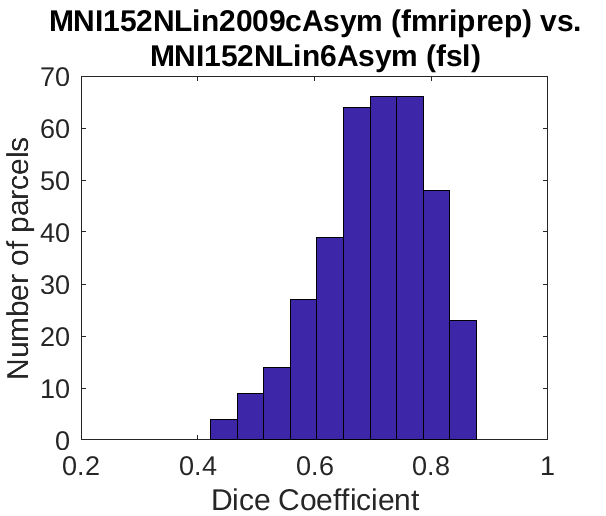 MNI152NLin2009cAsym (fmriprep) vs.
MNI152NLin6Asym (fsl)
70
60
50
40
30
20
10
0
Number of parcels
0.2 0.4 0.6 0.8 1
Dice Coefficient